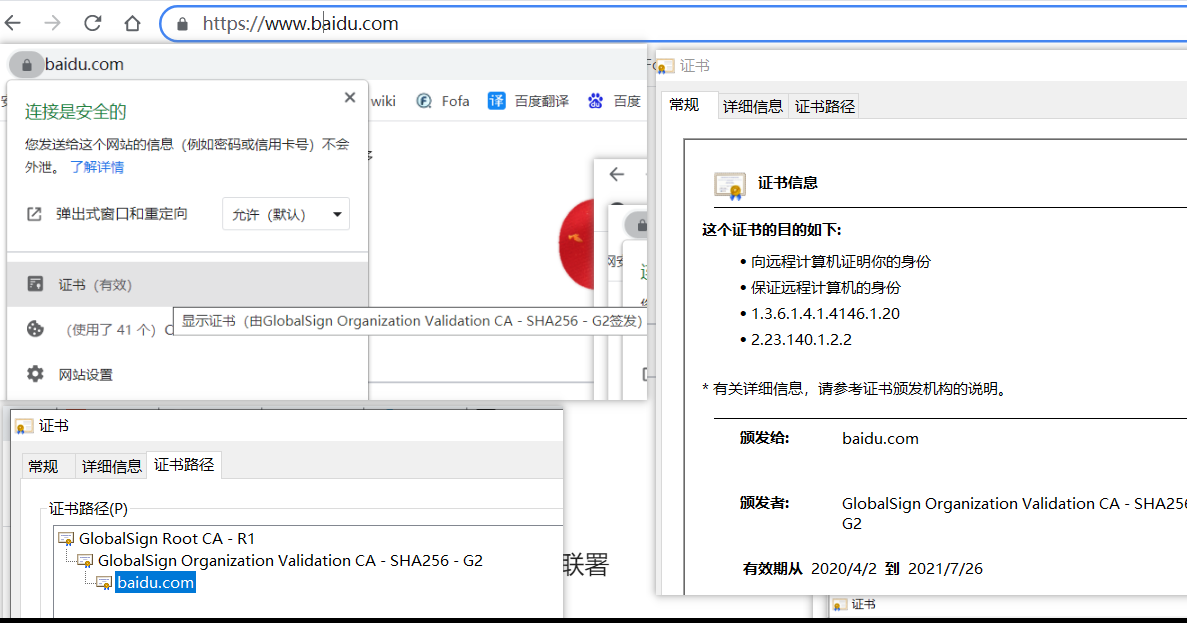 https://www.baidu.com
baidu.com
连接是安全的
您发送给这个网站的信息（例如密码或信用卡号）不会
外泄。 了解详情
弹出式窗口和重定向
允许（默认）
证书（有效）
显示证书（由GlobalSign Organization Validation CA - SHA256 - G2签发）
（使用了 41 个）C
网站设置
wiki
Fofa
译 百度翻译
百度
证书
常规 详细信息 证书路径
证书路径(P)
GlobalSign Root CA - R1
GlobalSign Organization Validation CA - SHA256 - G2
baidu.com
联署
证书
常规 详细信息 证书路径
证书信息
这个证书的目的如下:
• 向远程计算机证明你的身份
• 保证远程计算机的身份
• 1.3.6.1.4.1.4146.1.20
• 2.23.140.1.2.2
* 有关详细信息，请参考证书颁发机构的说明。
颁发给: baidu.com
颁发者: GlobalSign Organization Validation CA - SHA256
G2
有效期从 2020/4/2 到 2021/7/26
证书